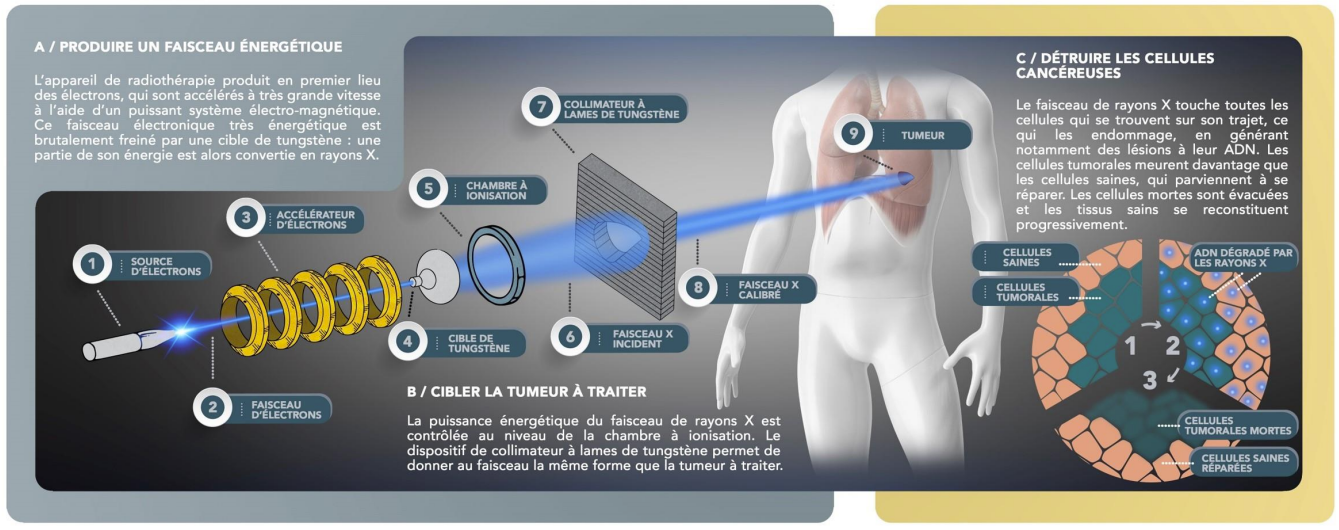 A / PRODUIRE UN FAISCEAU ÉNERGÉTIQUE
L'appareil de radiothérapie produit en premier lieu
des électrons, qui sont accélérés à très grande vitesse
à l'aide d'un puissant système électro-magnétique.
Ce faisceau électronique très énergétique est
brutalement freiné par une cible de tungstène : une
partie de son énergie est alors convertie en rayons X.
1
SOURCE
D'ÉLECTRONS
2
FAISCEAU
D'ÉLECTRONS
3
ACCÉLÉRATEUR
D'ÉLECTRONS
4
CIBLE DE
TUNGSTÈNE
5
CHAMBRE À
IONISATION
6
FAISCEAU X
INCIDENT
7
COLLIMATEUR À
LAMES DE TUNGSTÈNE
8
FAISCEAU X
CALIBRÉ
9
TUMEUR
B / CIBLER LA TUMEUR À TRAITER
La puissance énergétique du faisceau de rayons X est
contrôlée au niveau de la chambre à ionisation. Le
dispositif de collimateur à lames de tungstène permet de
donner au faisceau la même forme que la tumeur à traiter.
C / DÉTRUIRE LES CELLULES
CANCÉREUSES
Le faisceau de rayons X touche toutes les
cellules qui se trouvent sur son trajet, ce
qui les endommage, en générant
notamment des lésions à leur ADN. Les
cellules tumorales meurent davantage que
les cellules saines, qui parviennent à se
réparer. Les cellules mortes sont évacuées
et les tissus sains se reconstituent
progressivement.
CELLULES
SAINES
CELLULES
TUMORALES
ADN DÉGRADÉ PAR
LES RAYONS X
1
2
3
CELLULES
TUMORALES MORTES
CELLULES SAINES
RÉPARÉES